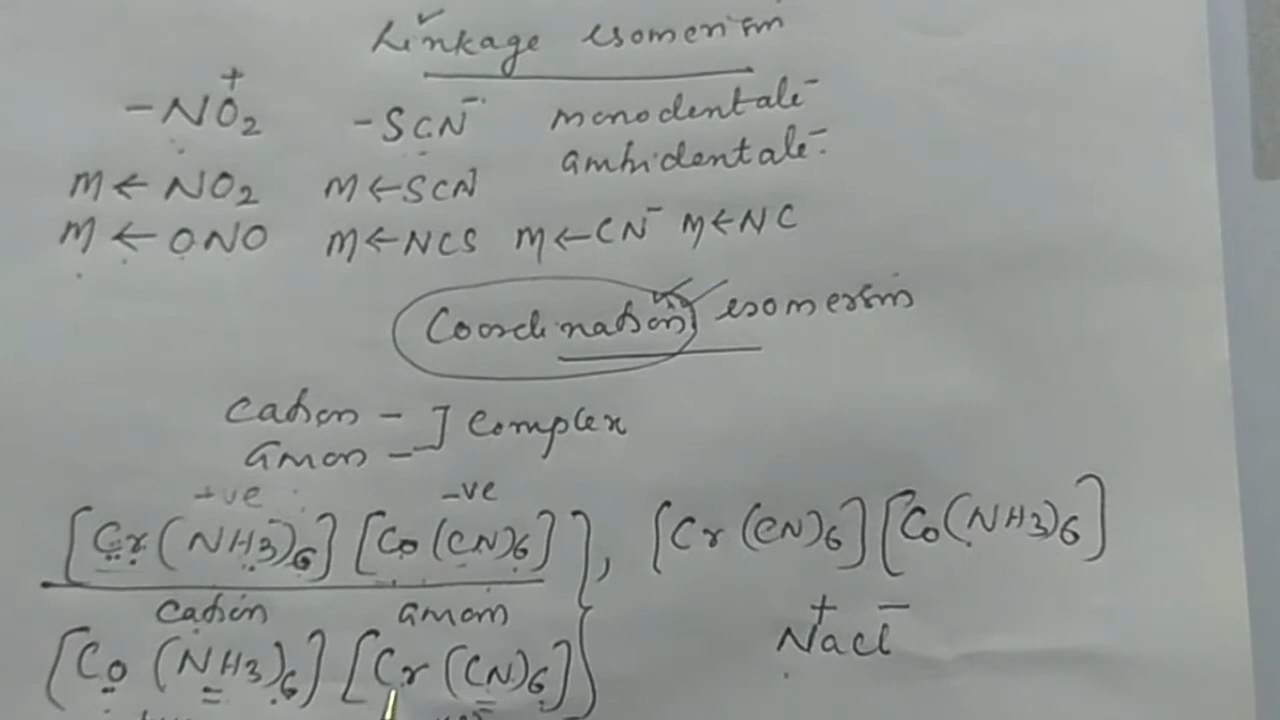 Linkage isomerism
-NO2+ -SCN- monodentate
ambidentate
M←NO2 M←SCN
M←ONO M←NCS M←CN- M←NC
Coordination isomerism
Cation - ] Complex
anion -
+ve -ve
[Cr(NH3)6][Co(CN)6], [Cr(CN)6][Co(NH3)6]
Cation anion
Na+Cl-
[Co(NH3)6][Cr(CN)6]